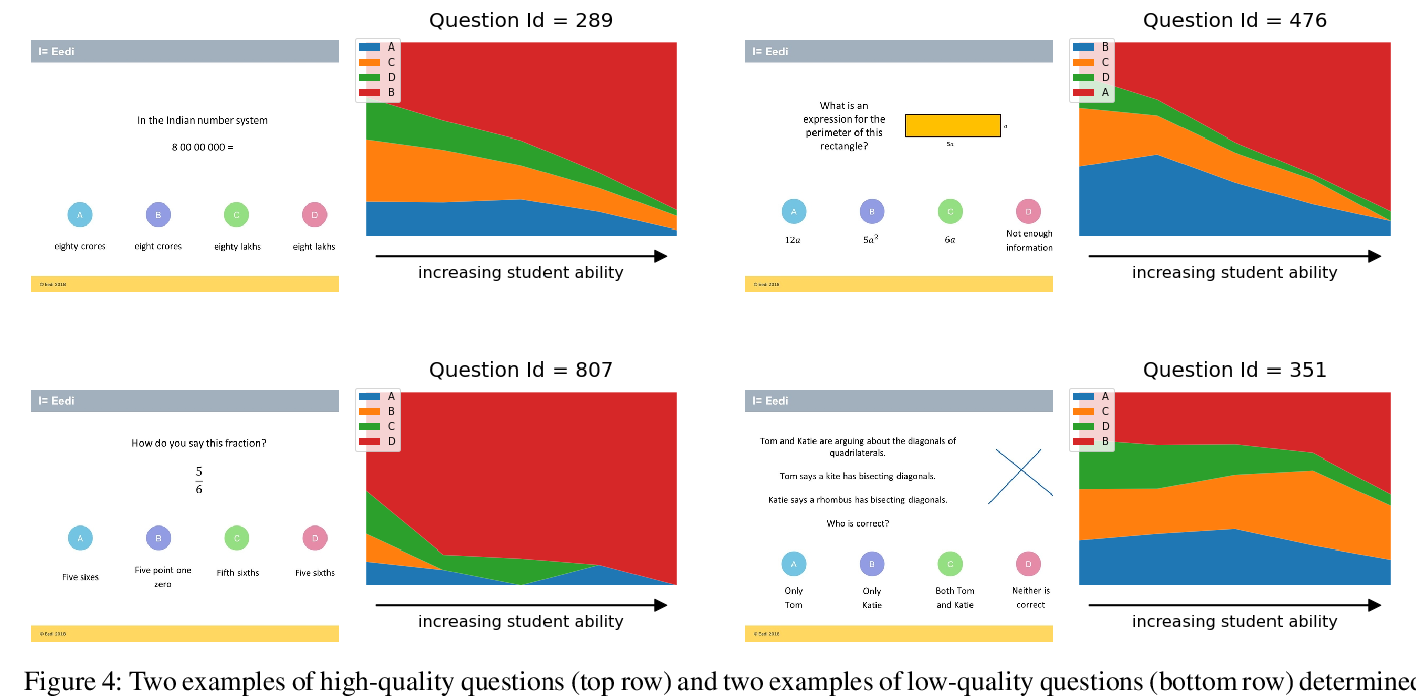 Question Id = 289
I= Eedi
In the Indian number system
8 00 00 000 =
A
B
C
D
eighty crores
eight crores
eighty lakhs
eight lakhs
© Eedi 2018
A
C
D
B
increasing student ability
Question Id = 476
I= Eedi
What is an
expression for the
perimeter of this
rectangle?
a
5a
A
B
C
D
12a
5a²
6a
Not enough
information
© Eedi 2018
B
C
D
A
increasing student ability
Question Id = 807
I= Eedi
How do you say this fraction?
5
6
A
B
C
D
Five sixes
Five point one
zero
Fifth sixths
Five sixths
© Eedi 2018
A
B
C
D
increasing student ability
Question Id = 351
I= Eedi
Tom and Katie are arguing about the diagonals of
quadrilaterals.
Tom says a kite has bisecting diagonals.
Katie says a rhombus has bisecting diagonals.
Who is correct?
A
B
C
D
Only
Tom
Only
Katie
Both Tom
and Katie
Neither is
correct
© Eedi 2018
A
C
D
B
increasing student ability
Figure 4: Two examples of high-quality questions (top row) and two examples of low-quality questions (bottom row) determined